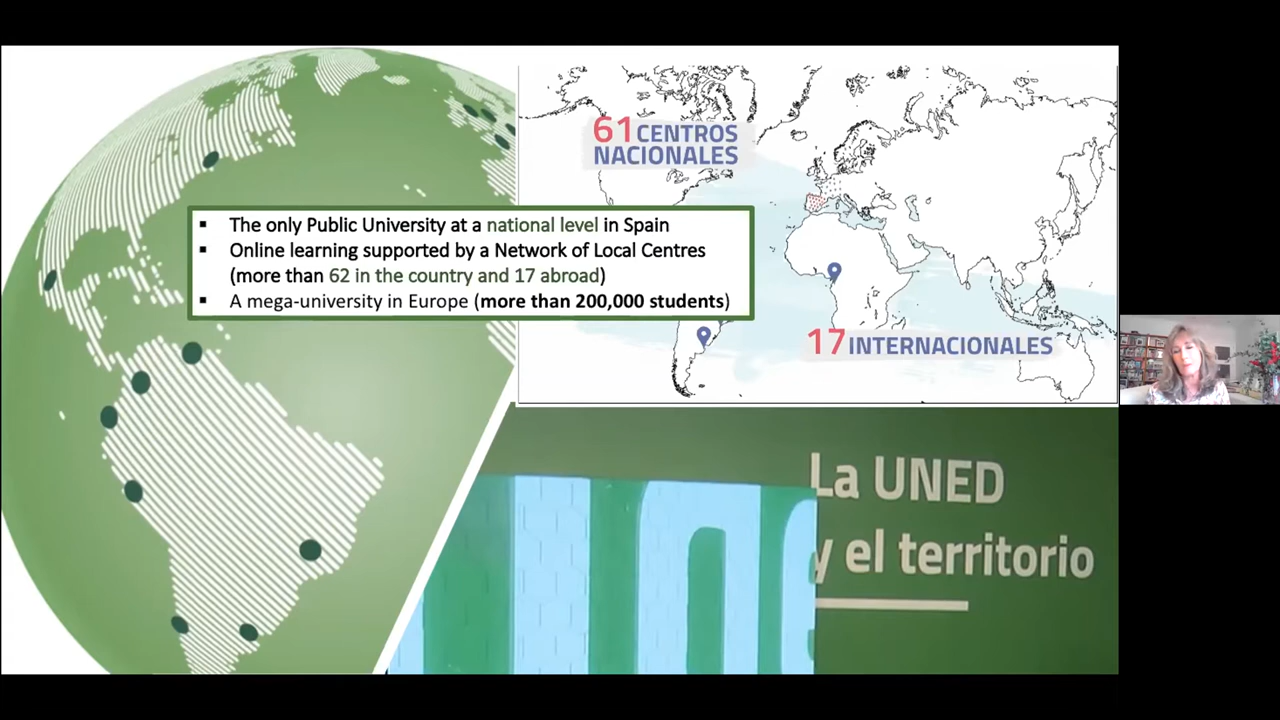 61 CENTROS
NACIONALES
▪ The only Public University at a national level in Spain
▪ Online learning supported by a Network of Local Centres
(more than 62 in the country and 17 abroad)
▪ A mega-university in Europe (more than 200,000 students)
17 INTERNACIONALES
La UNED
y el territorio